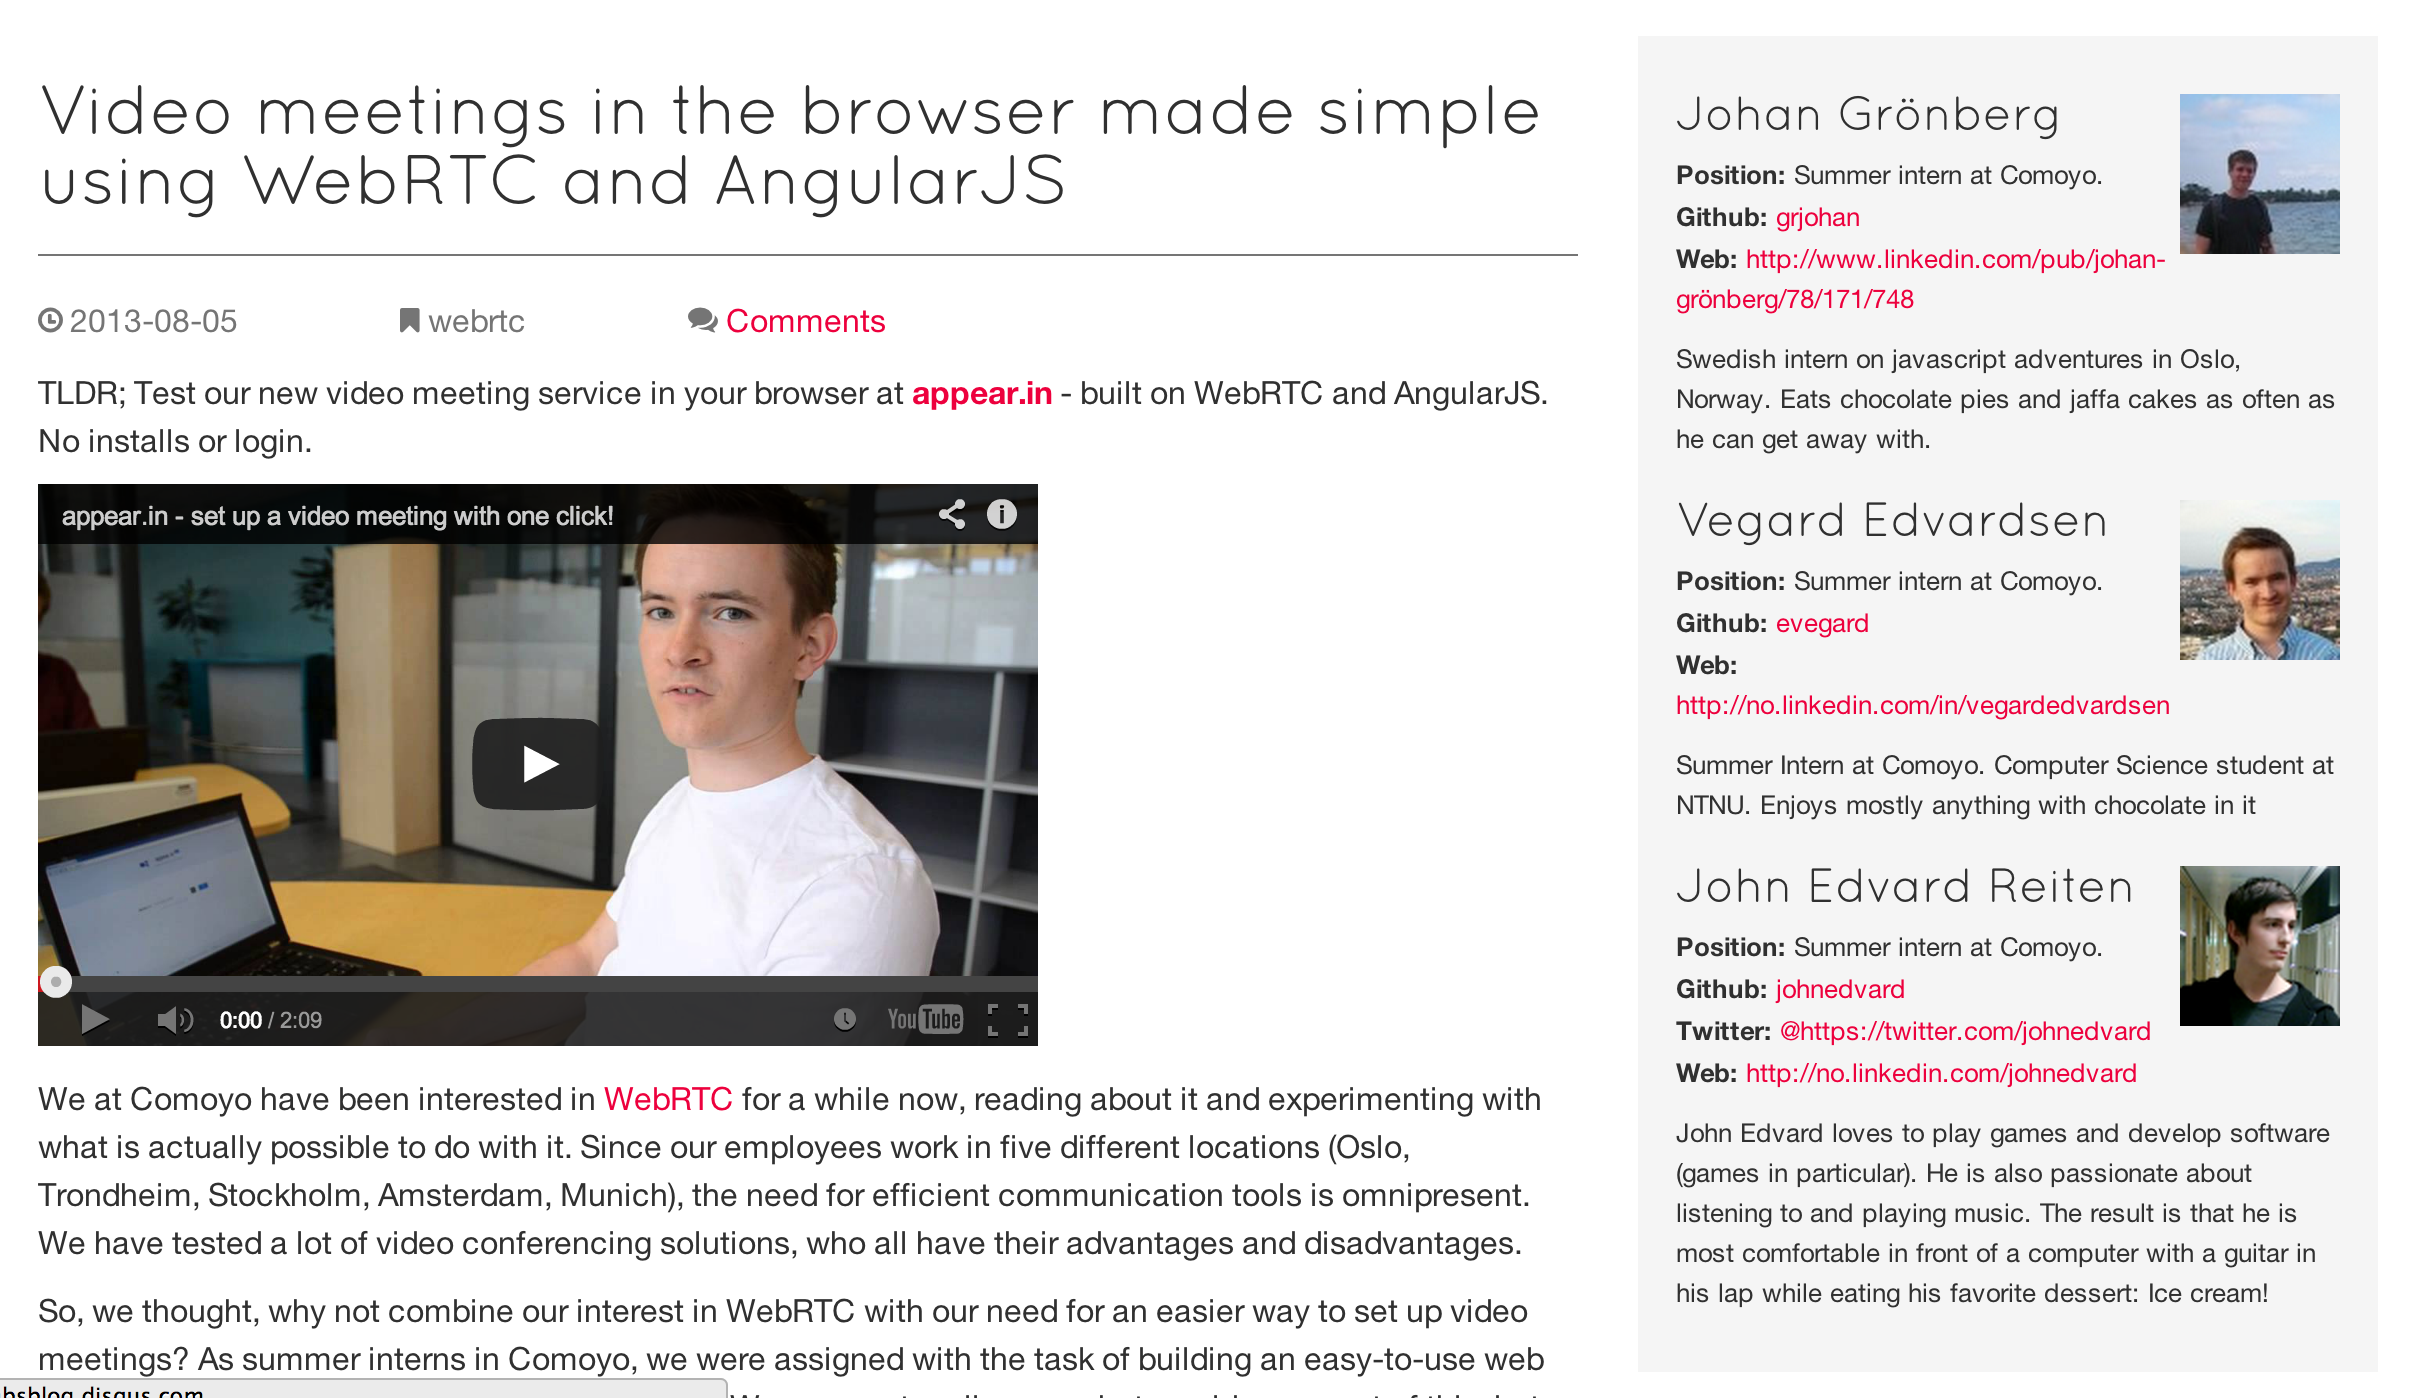 Video meetings in the browser made simple
using WebRTC and AngularJS
2013-08-05
webrtc
Comments
TLDR; Test our new video meeting service in your browser at appear.in - built on WebRTC and AngularJS.
No installs or login.
appear.in - set up a video meeting with one click!
0:00 / 2:09
YouTube
We at Comoyo have been interested in WebRTC for a while now, reading about it and experimenting with
what is actually possible to do with it. Since our employees work in five different locations (Oslo,
Trondheim, Stockholm, Amsterdam, Munich), the need for efficient communication tools is omnipresent.
We have tested a lot of video conferencing solutions, who all have their advantages and disadvantages.
So, we thought, why not combine our interest in WebRTC with our need for an easier way to set up video
meetings? As summer interns in Comoyo, we were assigned with the task of building an easy-to-use web
Johan Grönberg
Position: Summer intern at Comoyo.
Github: grjohan
Web: http://www.linkedin.com/pub/johan-
grönberg/78/171/748
Swedish intern on javascript adventures in Oslo,
Norway. Eats chocolate pies and jaffa cakes as often as
he can get away with.
Vegard Edvardsen
Position: Summer intern at Comoyo.
Github: evegard
Web:
http://no.linkedin.com/in/vegardedvardsen
Summer Intern at Comoyo. Computer Science student at
NTNU. Enjoys mostly anything with chocolate in it
John Edvard Reiten
Position: Summer intern at Comoyo.
Github: johnedvard
Twitter: @https://twitter.com/johnedvard
Web: http://no.linkedin.com/johnedvard
John Edvard loves to play games and develop software
(games in particular). He is also passionate about
listening to and playing music. The result is that he is
most comfortable in front of a computer with a guitar in
his lap while eating his favorite dessert: Ice cream!